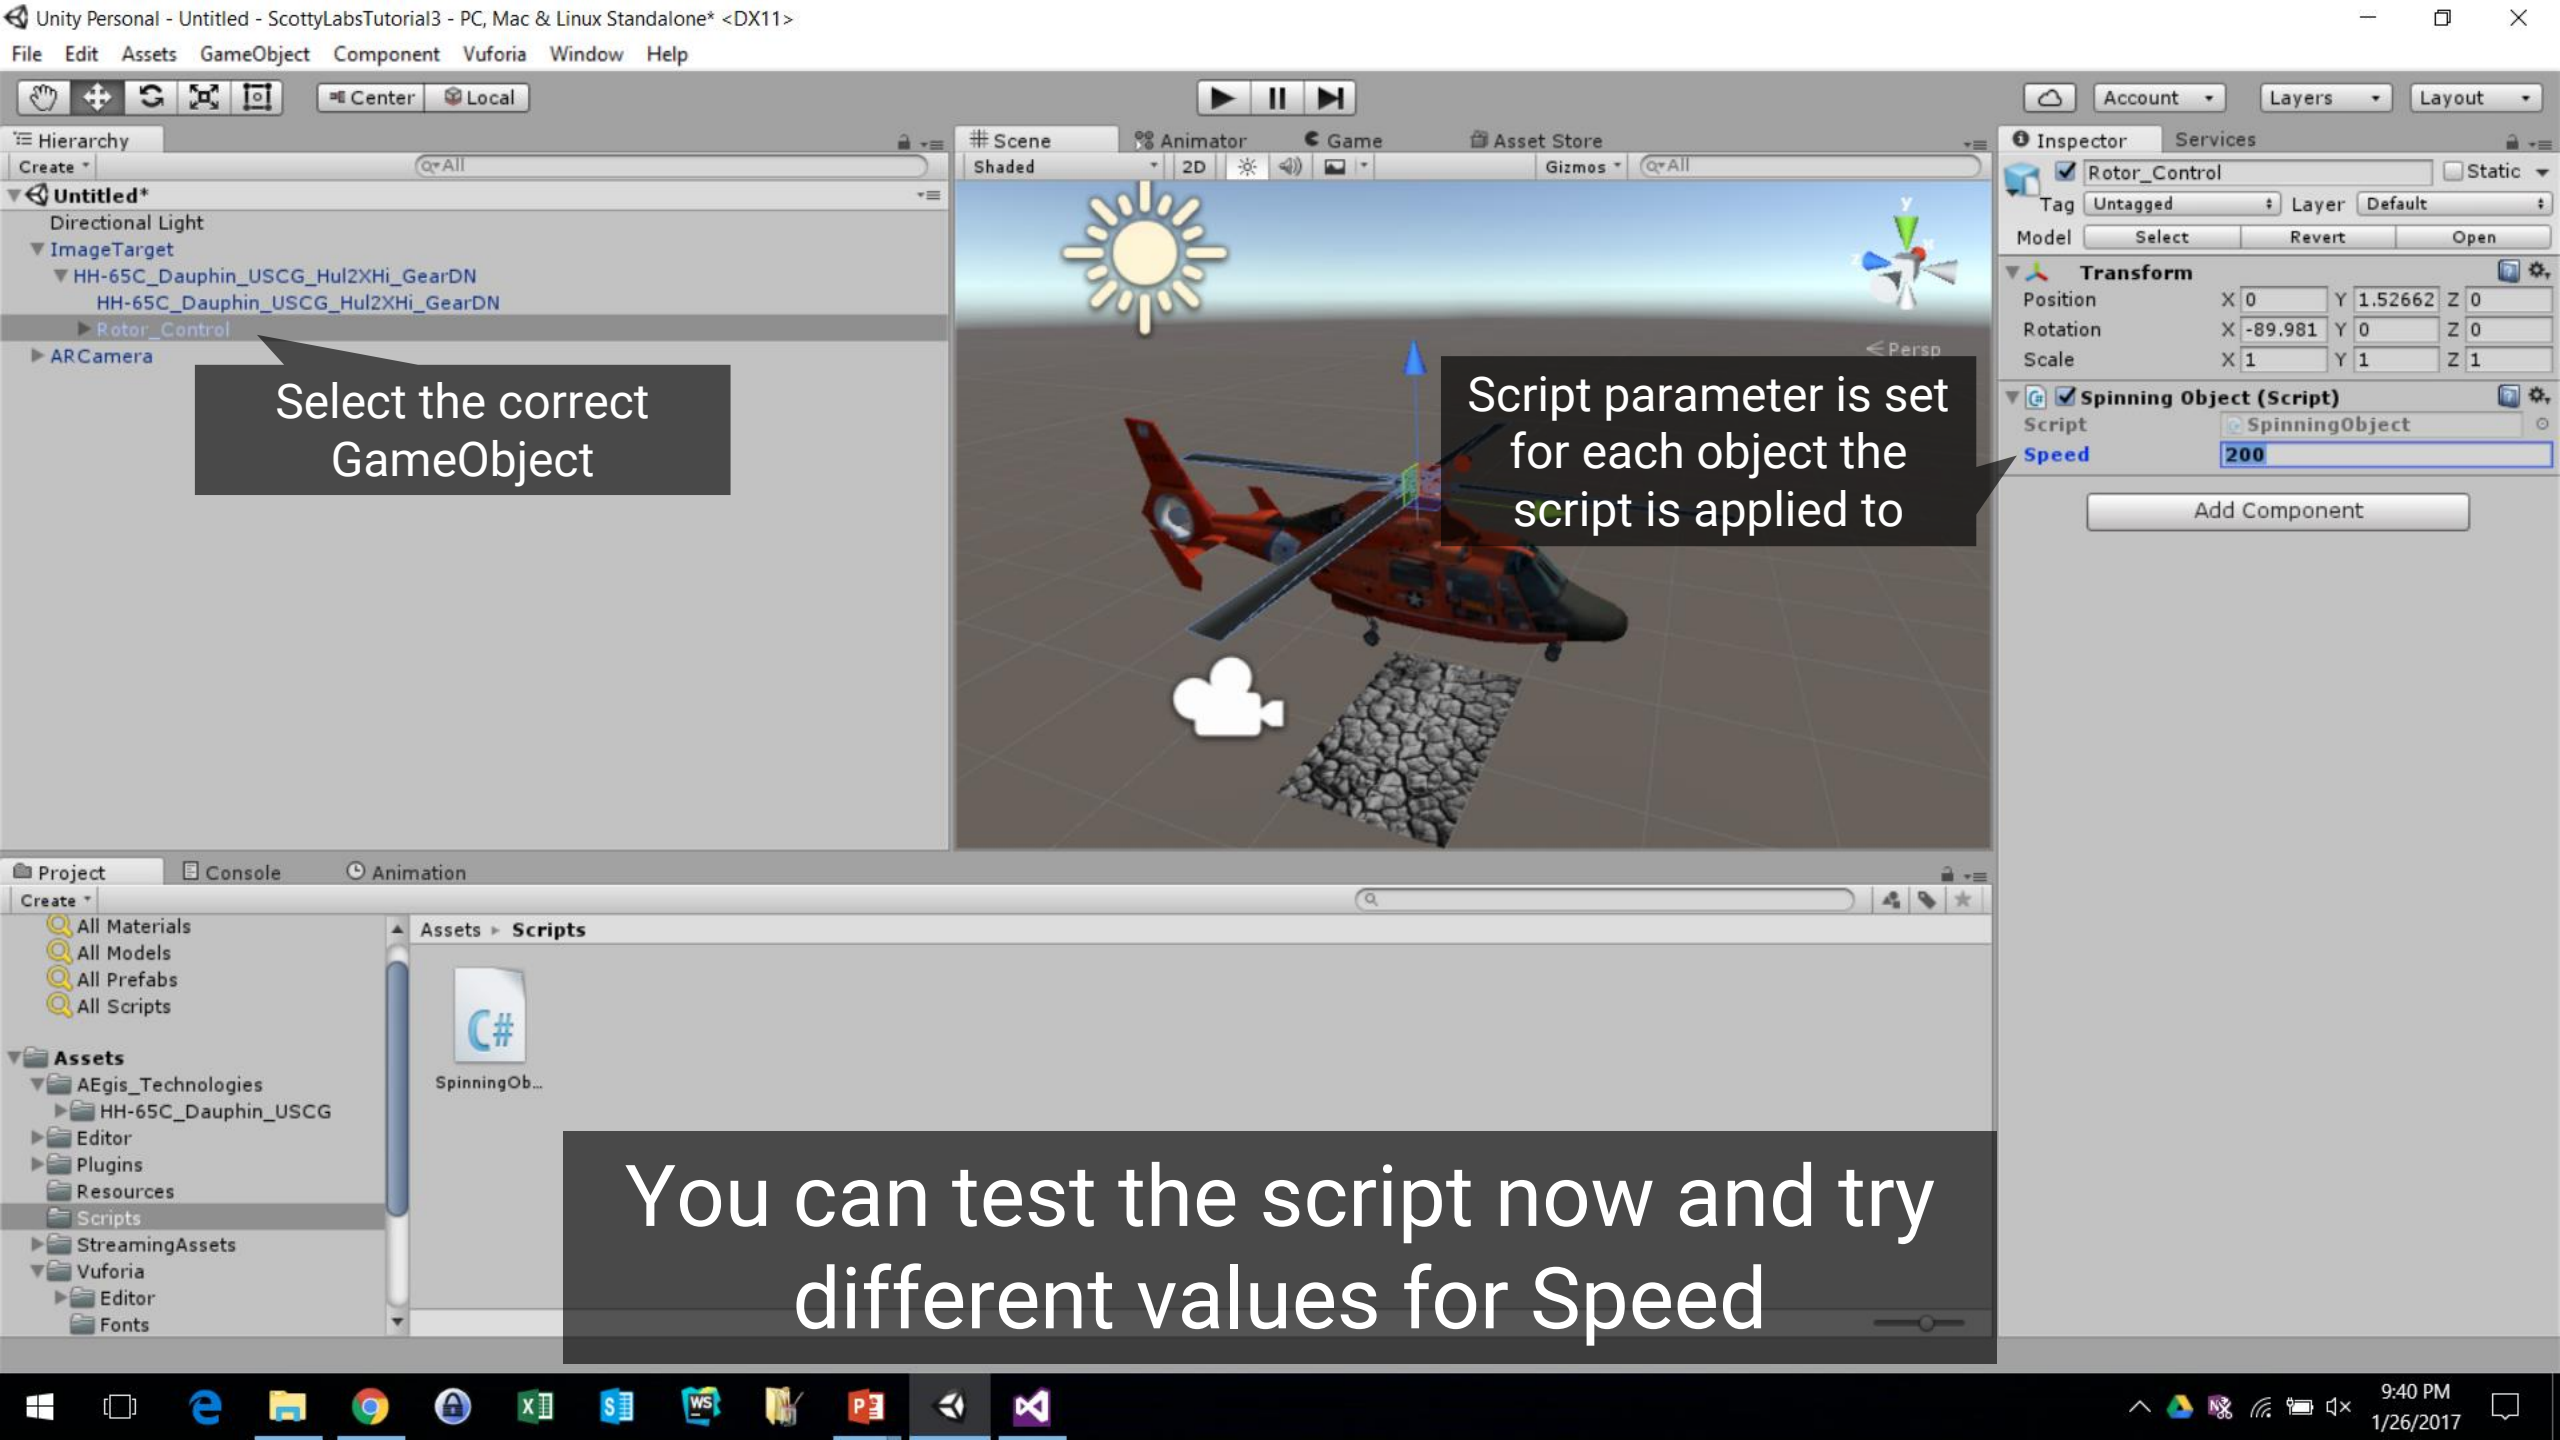 Unity Personal - Untitled - ScottyLabsTutorial3 - PC, Mac & Linux Standalone* <DX11>
File Edit Assets GameObject Component Vuforia Window Help
Center Local
Account Layers Layout
Hierarchy
Create All
Untitled*
Directional Light
ImageTarget
HH-65C_Dauphin_USCG_Hul2XHi_GearDN
HH-65C_Dauphin_USCG_Hul2XHi_GearDN
Rotor_Control
ARCamera
Select the correct
GameObject
Scene Animator Game Asset Store
Shaded 2D Gizmos All
y
x
z
Persp
Script parameter is set
for each object the
script is applied to
Inspector Services
Rotor_Control Static
Tag Untagged Layer Default
Model Select Revert Open
Transform
Position X 0 Y 1.52662 Z 0
Rotation X -89.981 Y 0 Z 0
Scale X 1 Y 1 Z 1
Spinning Object (Script)
Script SpinningObject
Speed 200
Add Component
Project Console Animation
Create
All Materials
All Models
All Prefabs
All Scripts
Assets
AEgis_Technologies
HH-65C_Dauphin_USCG
Editor
Plugins
Resources
Scripts
StreamingAssets
Vuforia
Editor
Fonts
Assets Scripts
C#
SpinningOb...
You can test the script now and try
different values for Speed
9:40 PM
1/26/2017